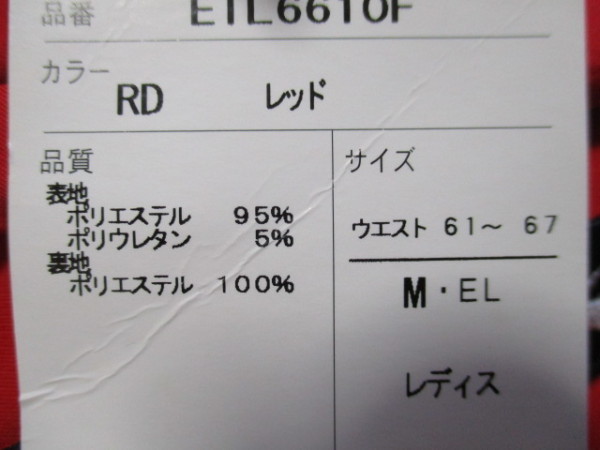 品番 ETL6610F
カラー
RD レッド
品質
表地
ポリエステル 95%
ポリウレタン 5%
裏地
ポリエステル 100%
サイズ
ウエスト 61～ 67
M・EL
レディス